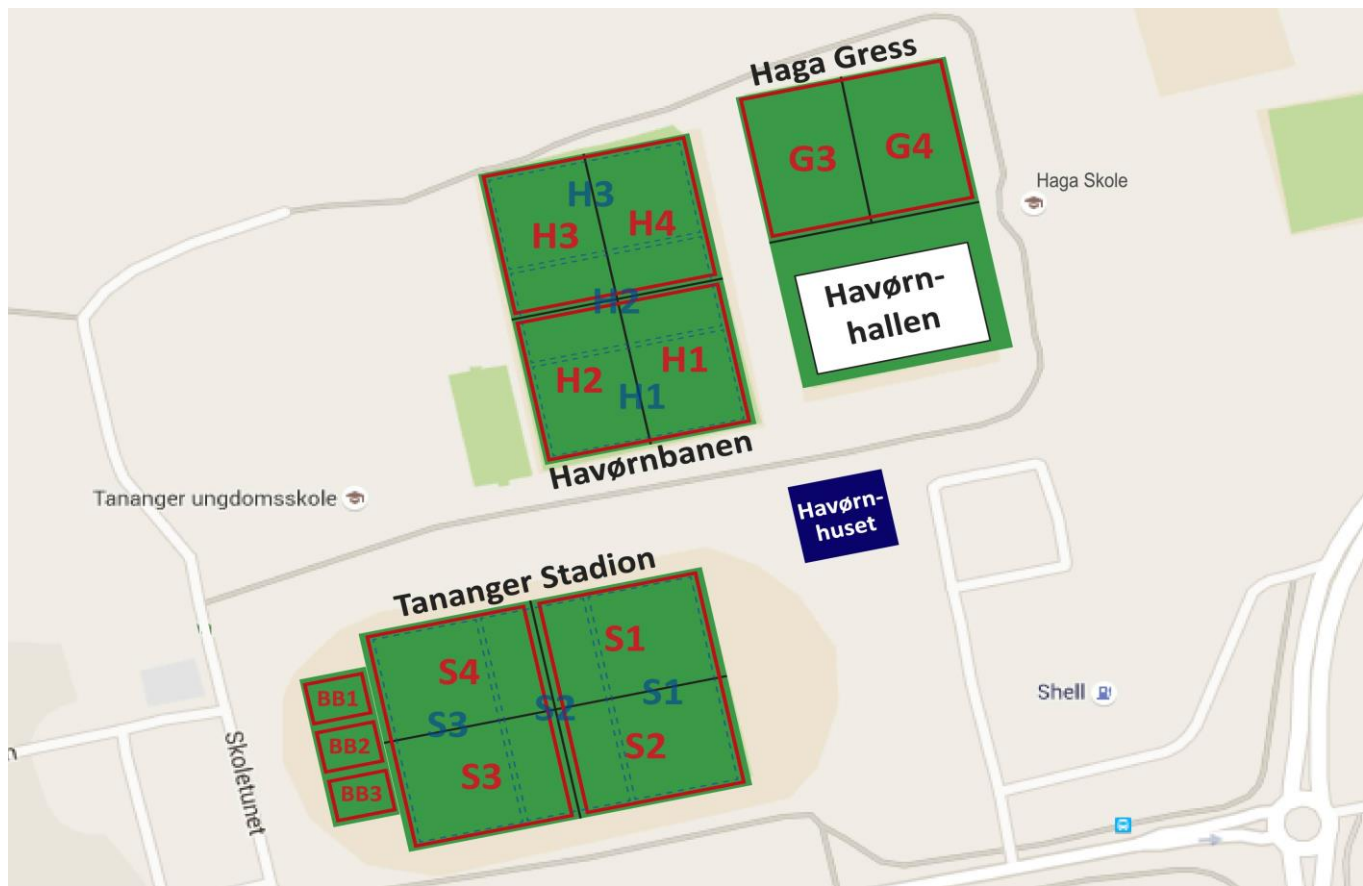 Haga Gress
G3
G4
Haga Skole
H3
H3
H4
Havørn-
hallen
H2
H2
H1
H1
Havørnbanen
Tananger ungdomsskole
Havørn-
huset
Tananger Stadion
S4
S1
S3
S2
S1
S3
S2
BB1
BB2
BB3
Shell
Skoletunet
n